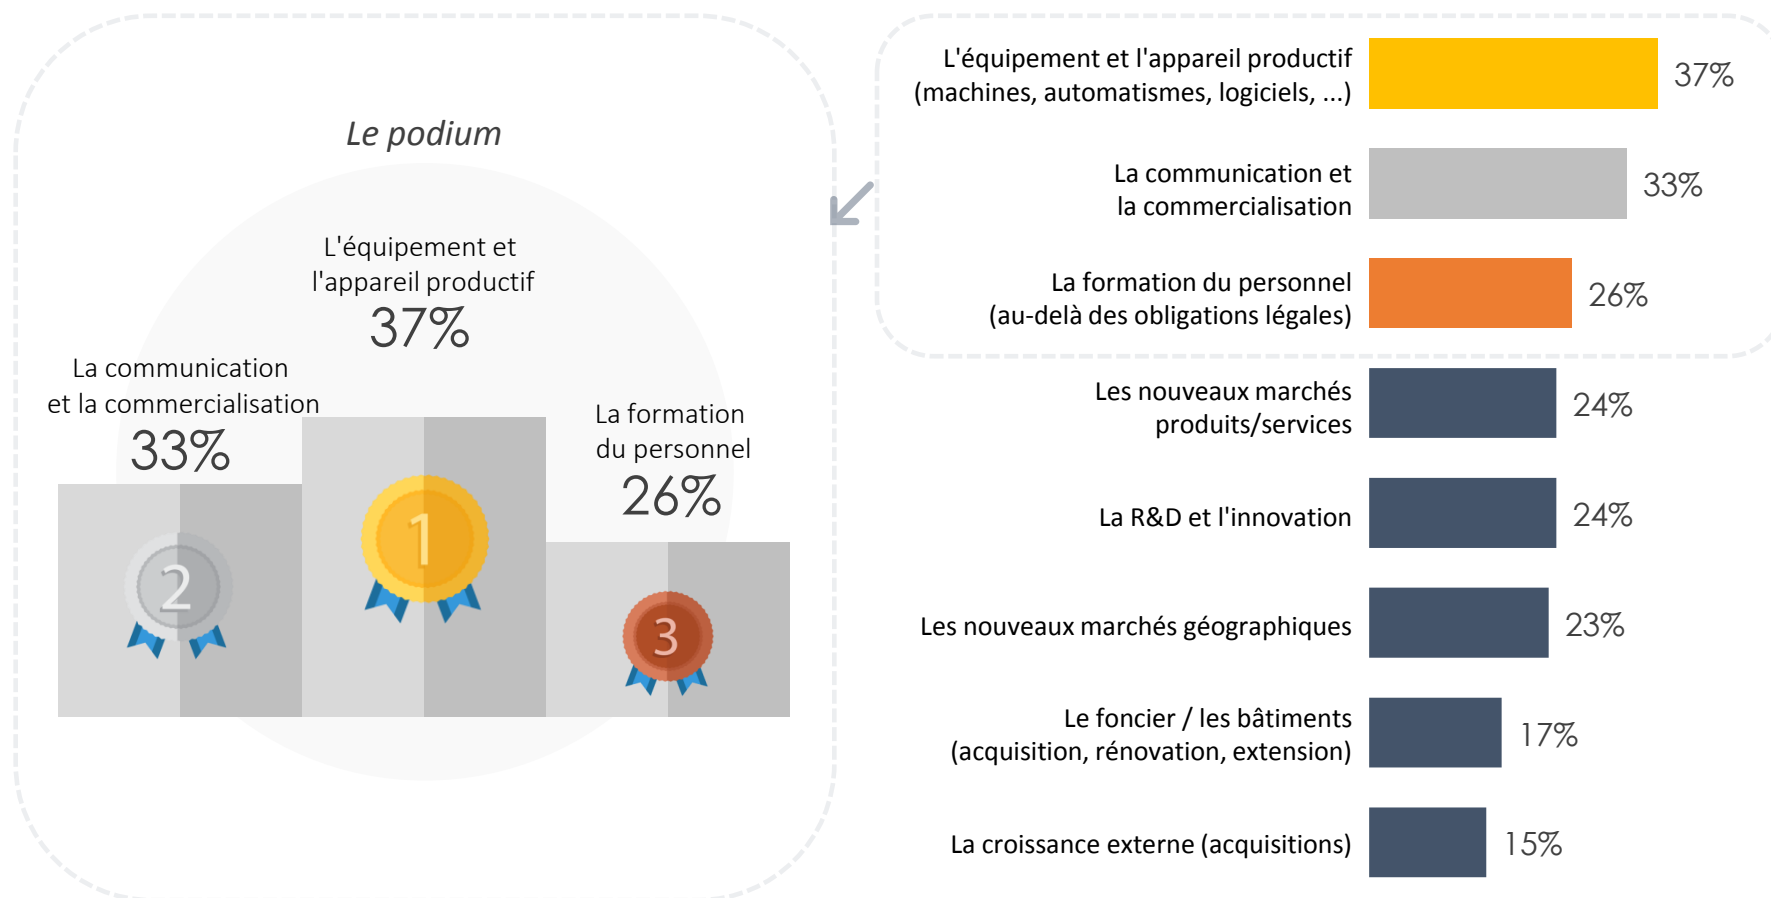 Le podium
L'équipement et
l'appareil productif
37%
La communication
et la commercialisation
33%
La formation
du personnel
26%
1
2
3
L'équipement et l'appareil productif
(machines, automatismes, logiciels, ...)
37%
La communication et
la commercialisation
33%
La formation du personnel
(au-delà des obligations légales)
26%
Les nouveaux marchés
produits/services
24%
La R&D et l'innovation
24%
Les nouveaux marchés géographiques
23%
Le foncier / les bâtiments
(acquisition, rénovation, extension)
17%
La croissance externe (acquisitions)
15%